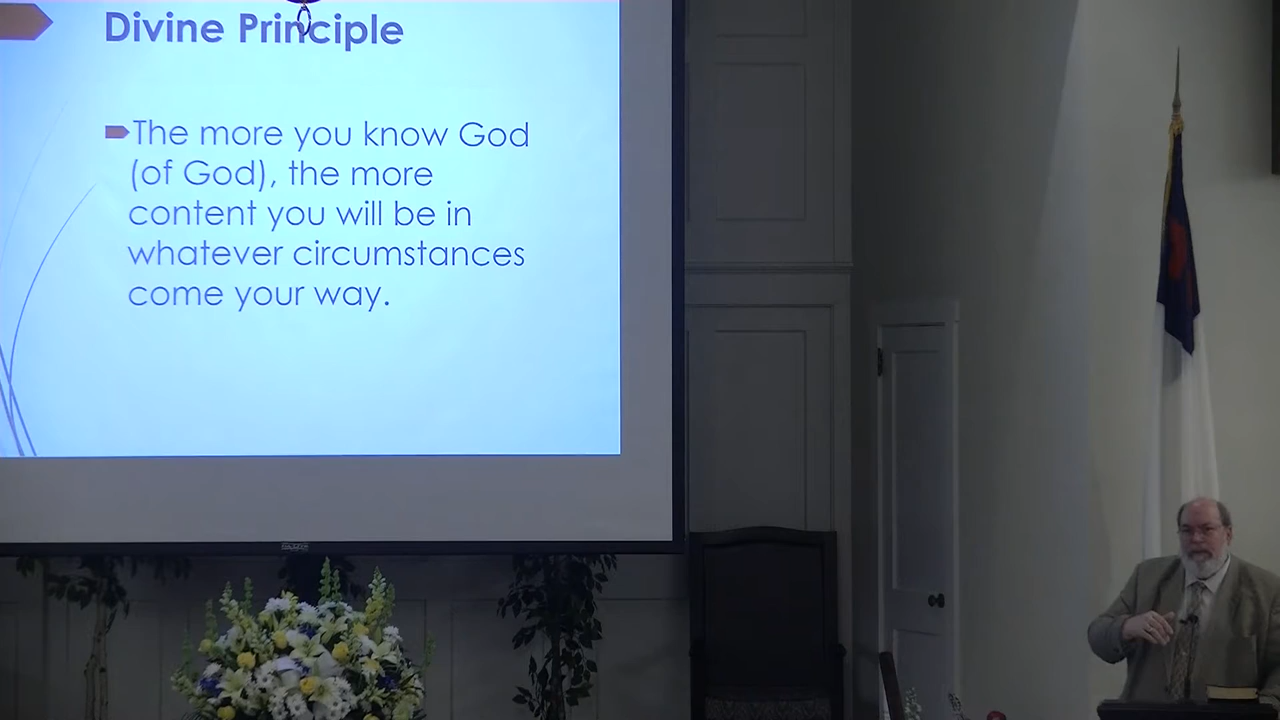 Divine Principle
The more you know God
(of God), the more
content you will be in
whatever circumstances
come your way.